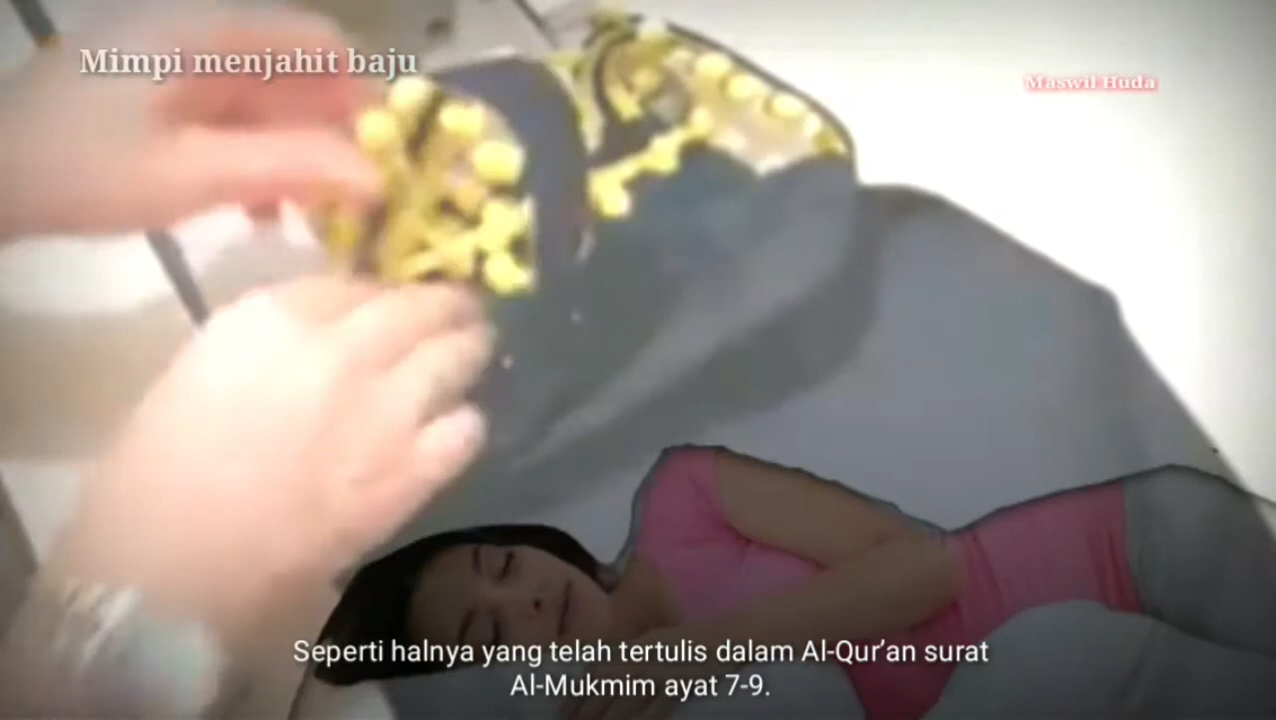 Mimpi menjahit baju
Maswil Huda
Seperti halnya yang telah tertulis dalam Al-Qur’an surat
Al-Mukmim ayat 7-9.